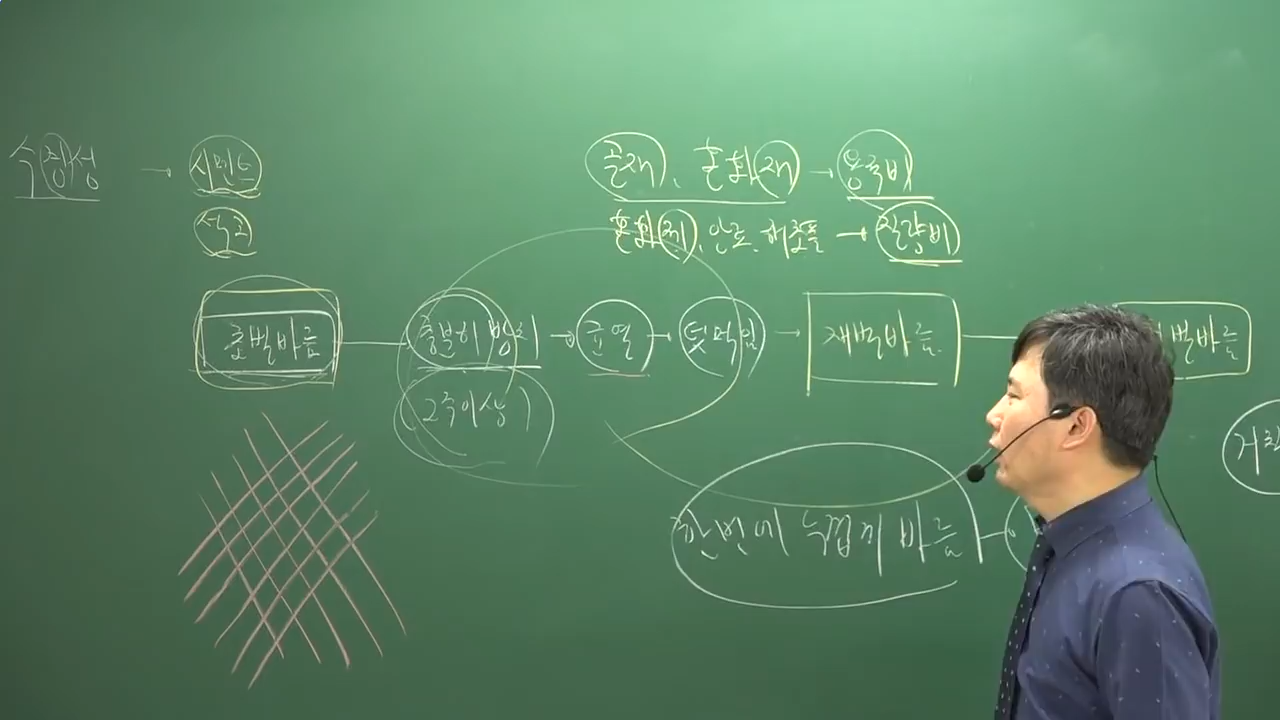 수경성 → 시멘트
석고
골재, 혼화재 → 용적비
혼화제, 안료, 해초풀 → 질량비
초벌바름 충분히 방치 → 균열 → 덧먹임 → 재벌바름 벌바름
(2주이상)
한번에 두껍게 바름